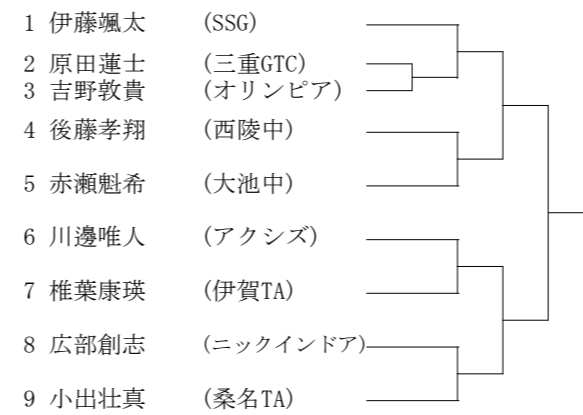 1 伊藤颯太 (SSG)
2 原田蓮士 (三重GTC)
3 吉野敦貴 (オリンピア)
4 後藤孝翔 (西陵中)
5 赤瀬魁希 (大池中)
6 川邊唯人 (アクシズ)
7 椎葉康瑛 (伊賀TA)
8 広部創志 (ニックインドア)
9 小出壮真 (桑名TA)